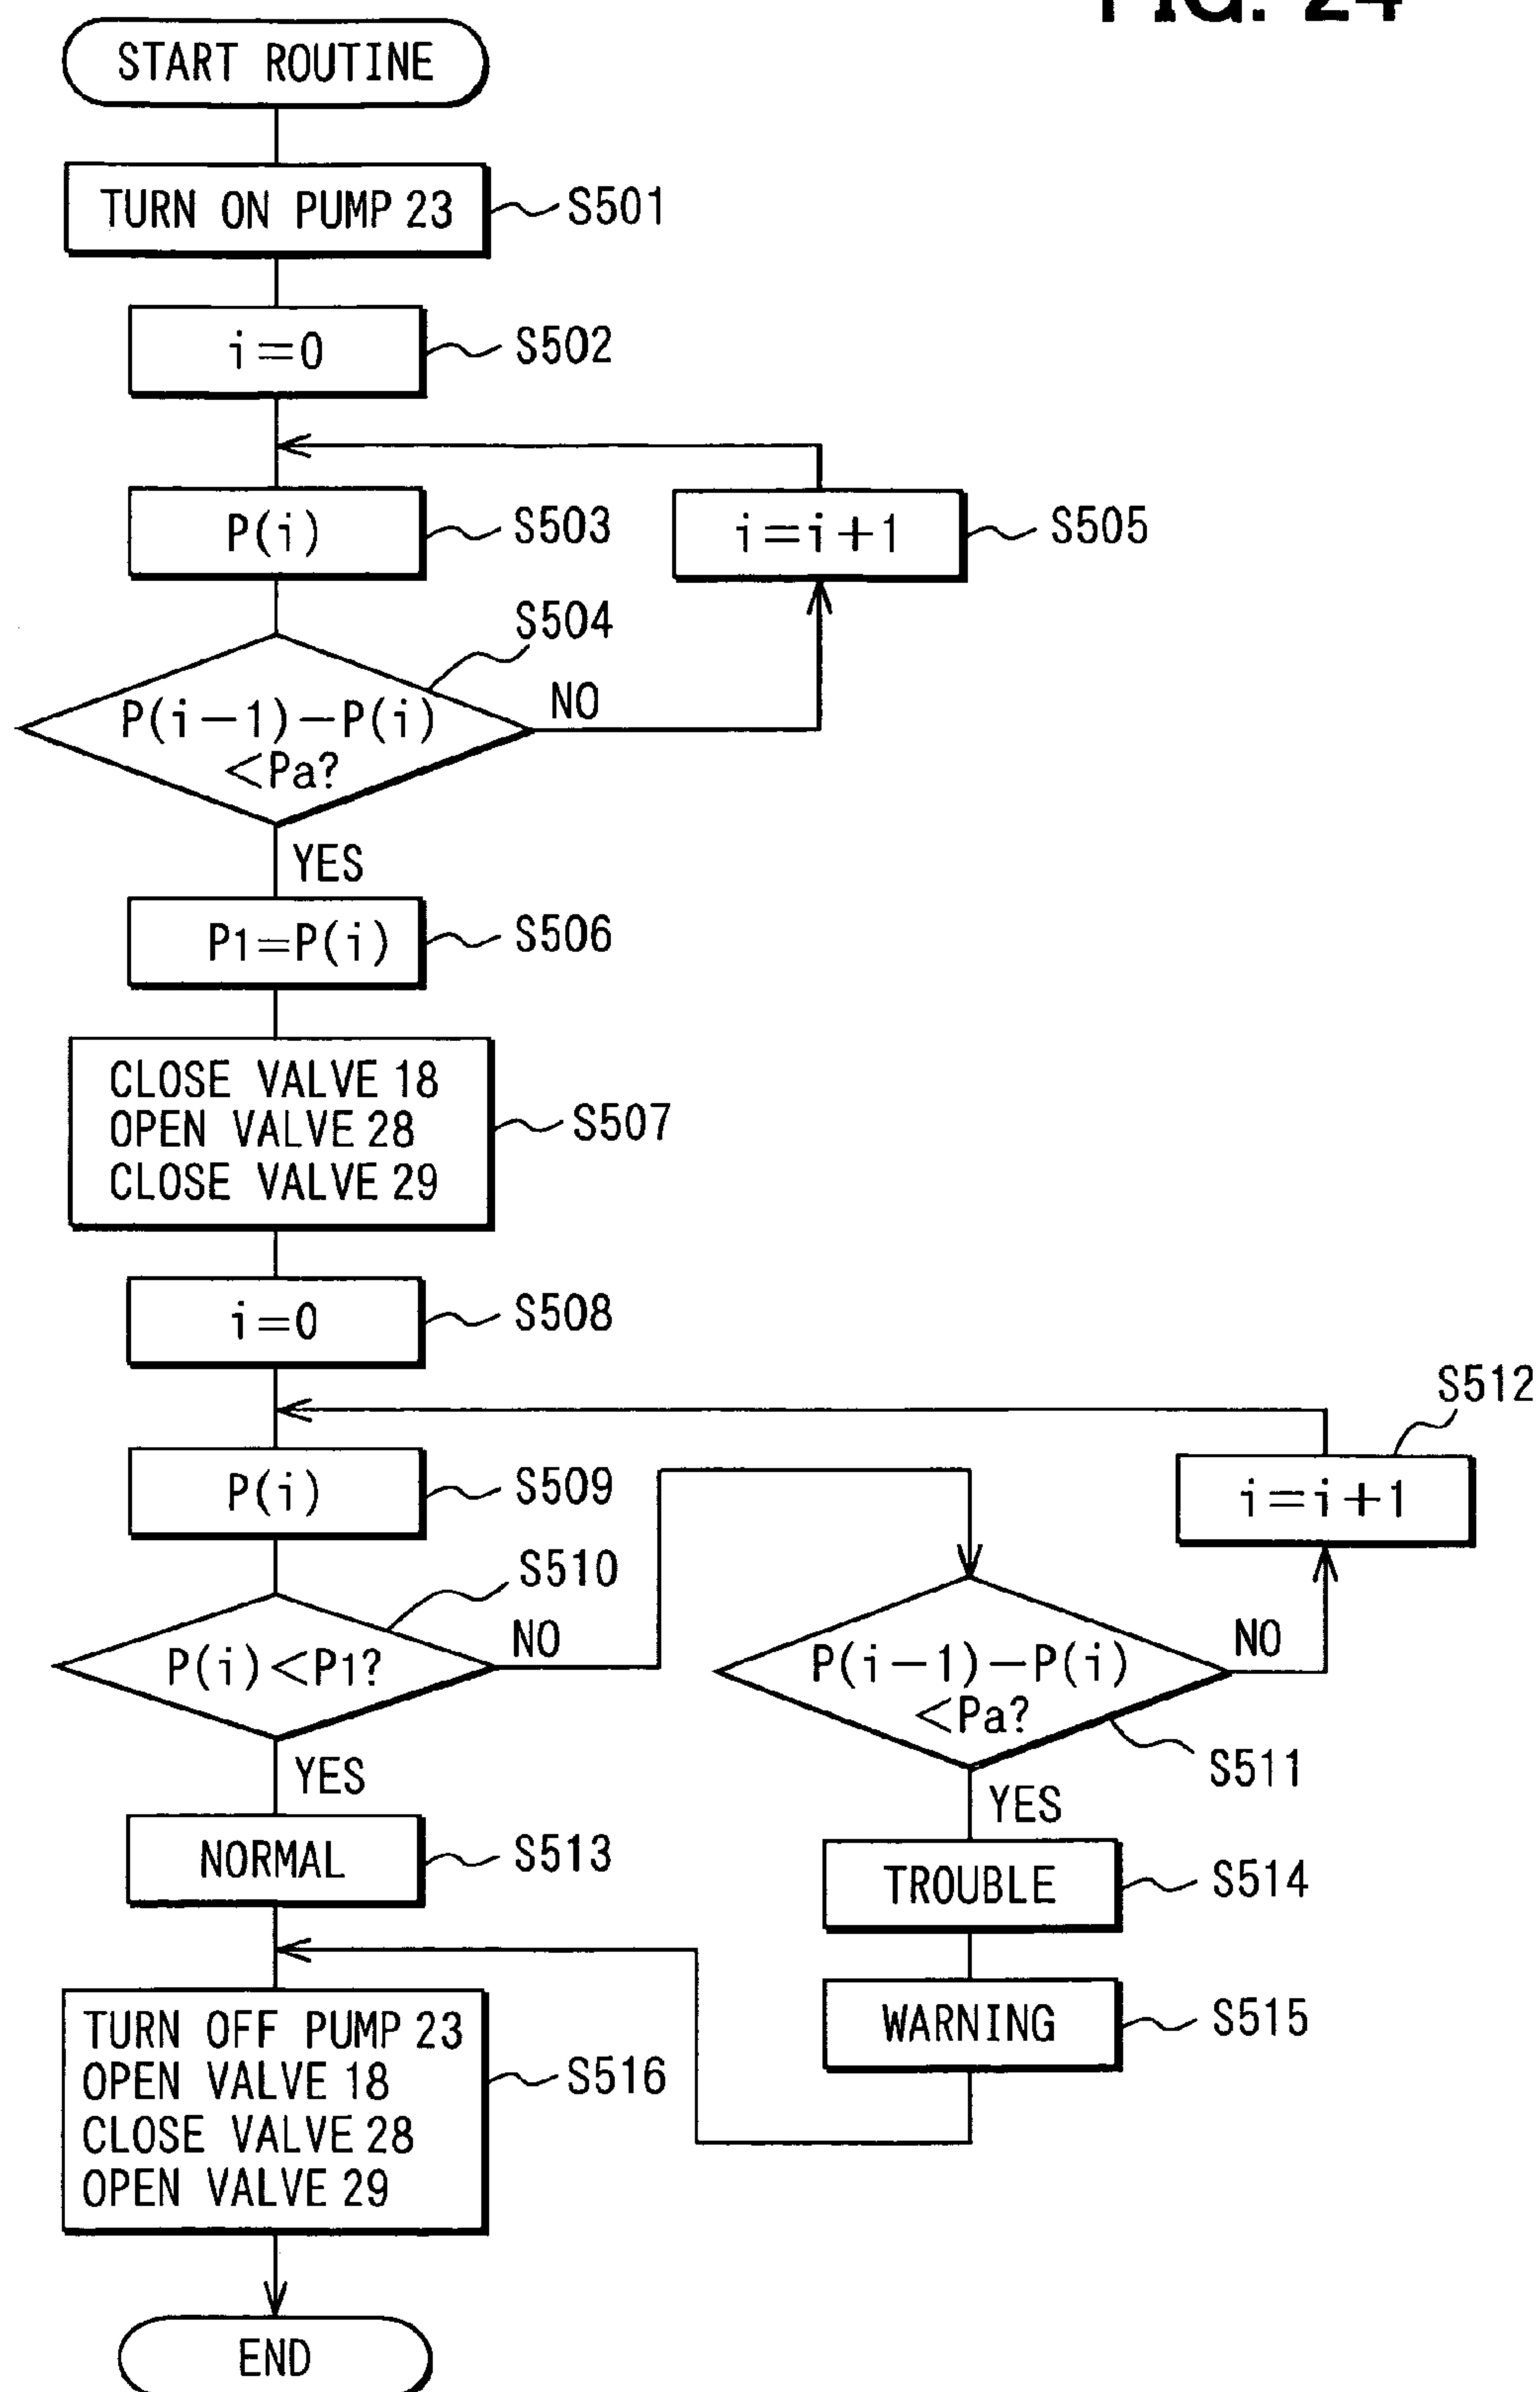 FIG. 24
START ROUTINE
TURN ON PUMP 23
S501
i=0
S502
P(i)
S503
i=i+1
S505
S504
P(i-1)-P(i)
<Pa?
NO
YES
P1=P(i)
S506
CLOSE VALVE 18
OPEN VALVE 28
CLOSE VALVE 29
S507
i=0
S508
S512
P(i)
S509
i=i+1
S510
P(i)<P1?
NO
P(i-1)-P(i)
<Pa?
NO
S511
YES
YES
NORMAL
S513
TROUBLE
S514
WARNING
S515
TURN OFF PUMP 23
OPEN VALVE 18
CLOSE VALVE 28
OPEN VALVE 29
S516
END